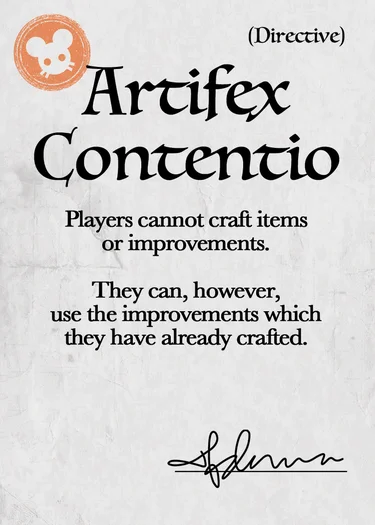 (Directive)
Artifex
Contentio
Players cannot craft items
or improvements.
They can, however,
use the improvements which
they have already crafted.